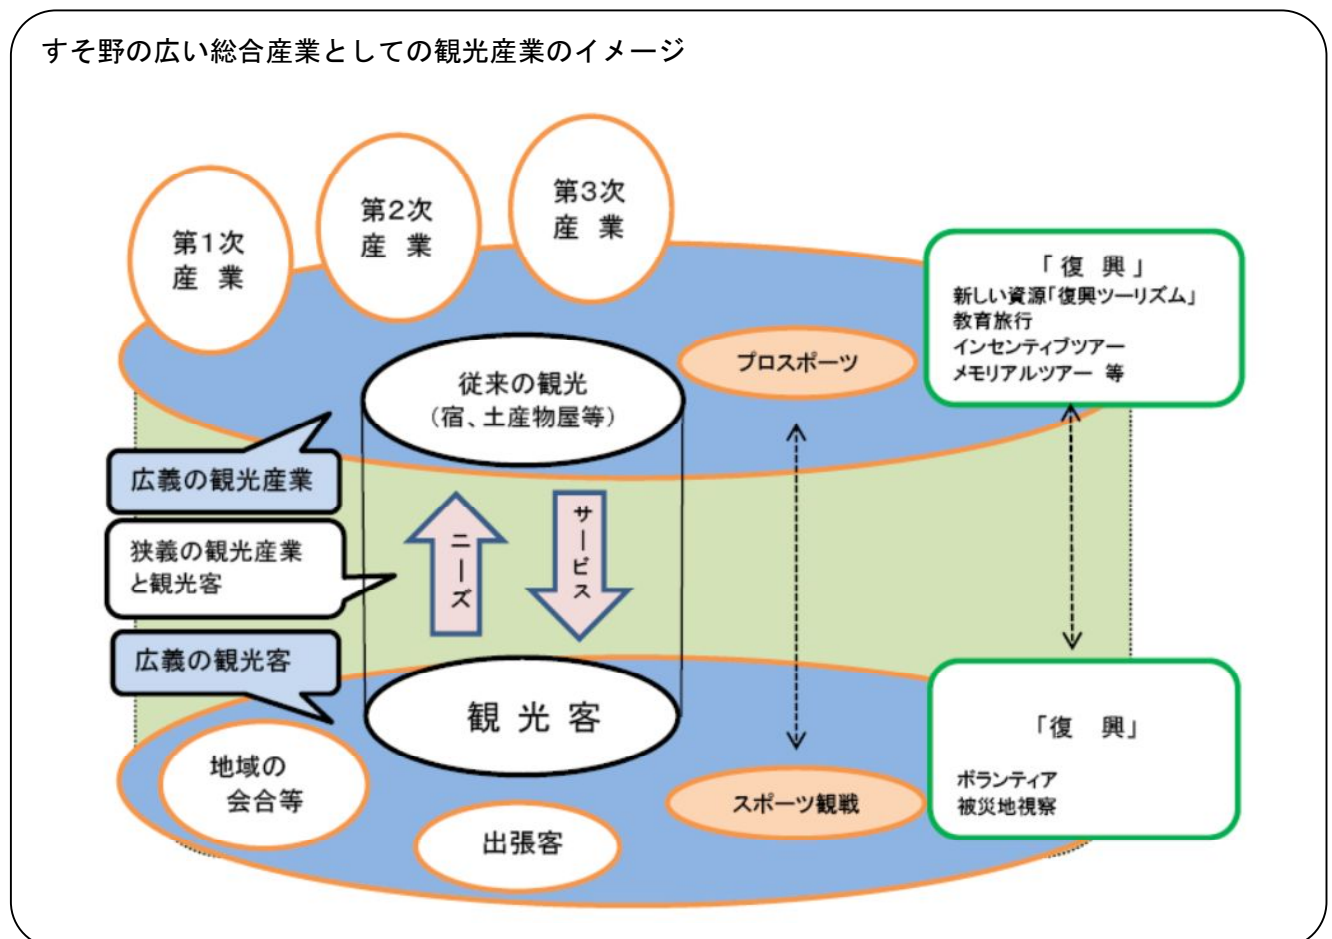 すそ野の広い総合産業としての観光産業のイメージ
第1次
産 業
第2次
産 業
第3次
産 業
「 復 興 」
新しい資源「復興ツーリズム」
教育旅行
インセンティブツアー
メモリアルツアー 等
プロスポーツ
従来の観光
(宿、土産物屋等)
広義の観光産業
狭義の観光産業
と観光客
広義の観光客
ニーズ
サービス
観 光 客
地域の
会合等
出張客
スポーツ観戦
「復 興」
ボランティア
被災地視察